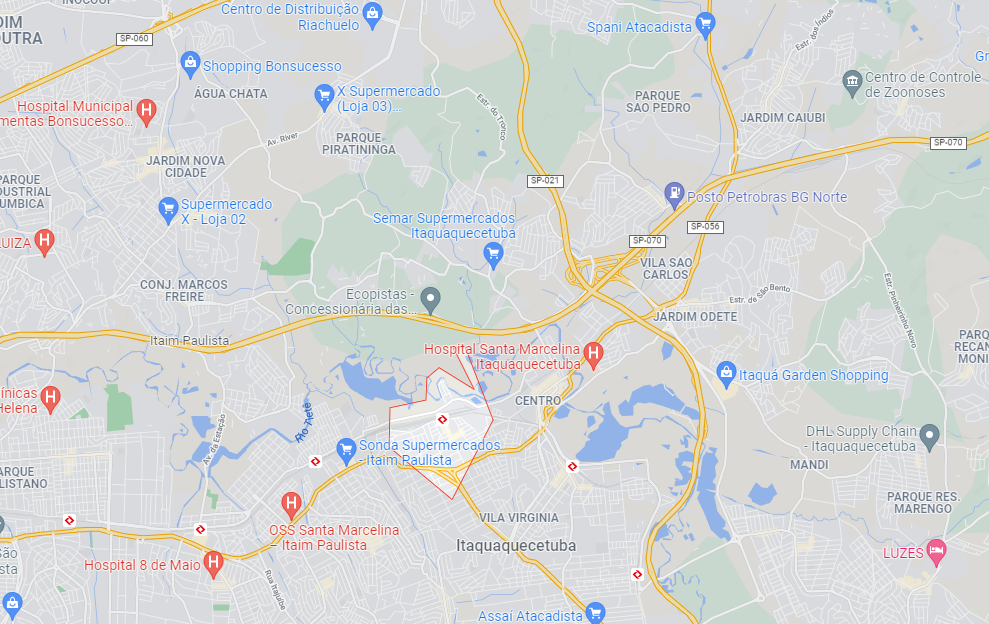 INOCOOP
Centro de Distribuição
Riachuelo
Spani Atacadista
Estr. dos Índios
DIM
OUTRA
SP-060
Shopping Bonsucesso
Gr
Centro de Controle
de Zoonoses
ÁGUA CHATA
X Supermercado
(Loja 03)...
PARQUE
SAO PEDRO
Hospital Municipal
mentas Bonsucesso...
Estr. do Tronco
JARDIM CAIUBI
Av. River
PARQUE
PIRATININGA
SP-070
JARDIM NOVA
CIDADE
PARQUE
DUSTRIAL
UMBICA
SP-021
Supermercado
X - Loja 02
Posto Petrobras BG Norte
Semar Supermercados
Itaquaquecetuba
SP-056
SP-070
LUIZA
VILA SAO
CARLOS
CONJ. MARCOS
FREIRE
Ecopistas -
Concessionária das...
Estr. de São Bento
Estr. Pinheirinho Novo
JARDIM ODETE
Itaim Paulista
PARQ
RECAN
MONI
Hospital Santa Marcelina
Itaquaquecetuba
Itaquá Garden Shopping
línicas
Helena
CENTRO
Rio Tietê
Av. da Estação
DHL Supply Chain
- Itaquaquecetuba
Sonda Supermercados
- Itaim Paulista
MANDI
PARQUE
LISTANO
PARQUE RES.
MARENGO
VILA VIRGINIA
OSS Santa Marcelina
– Itaim Paulista
Itaquaquecetuba
São
sta
LUZES
Hospital 8 de Maio
Rua Itajuíbe
Assaí Atacadista